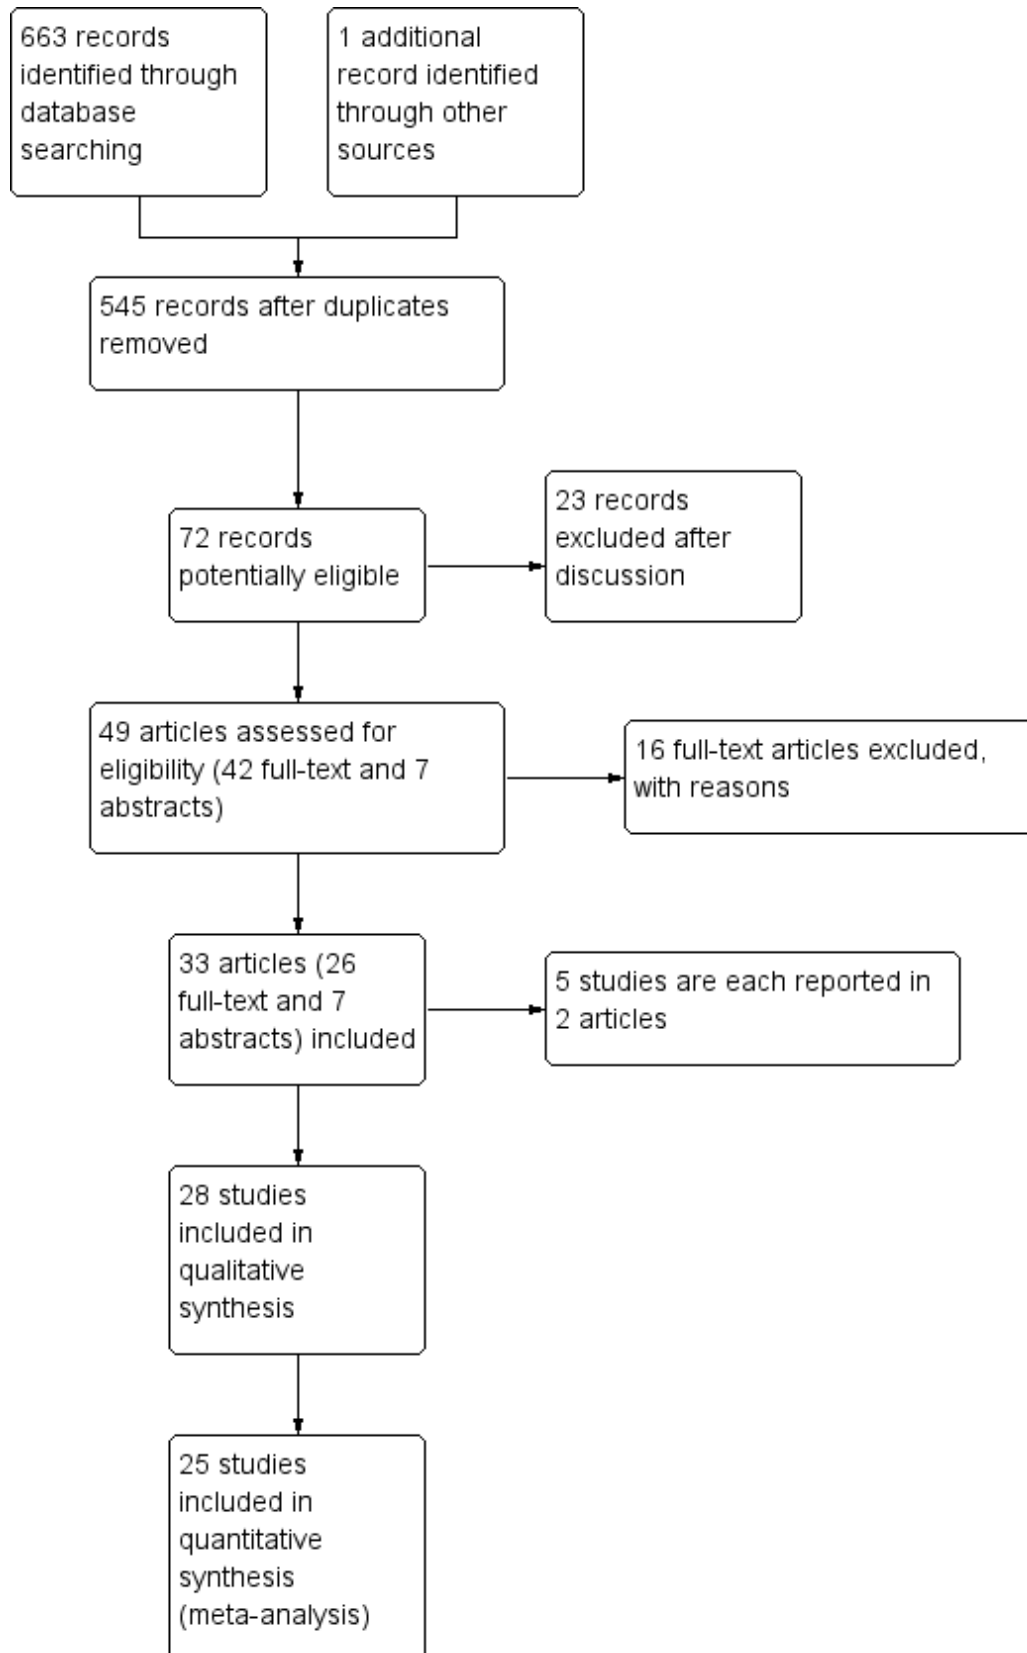 663 records
identified through
database
searching
1 additional
record identified
through other
sources
545 records after duplicates
removed
72 records
potentially eligible
23 records
excluded after
discussion
49 articles assessed for
eligibility (42 full-text and 7
abstracts)
16 full-text articles excluded,
with reasons
33 articles (26
full-text and 7
abstracts) included
5 studies are each reported in
2 articles
28 studies
included in
qualitative
synthesis
25 studies
included in
quantitative
synthesis
(meta-analysis)